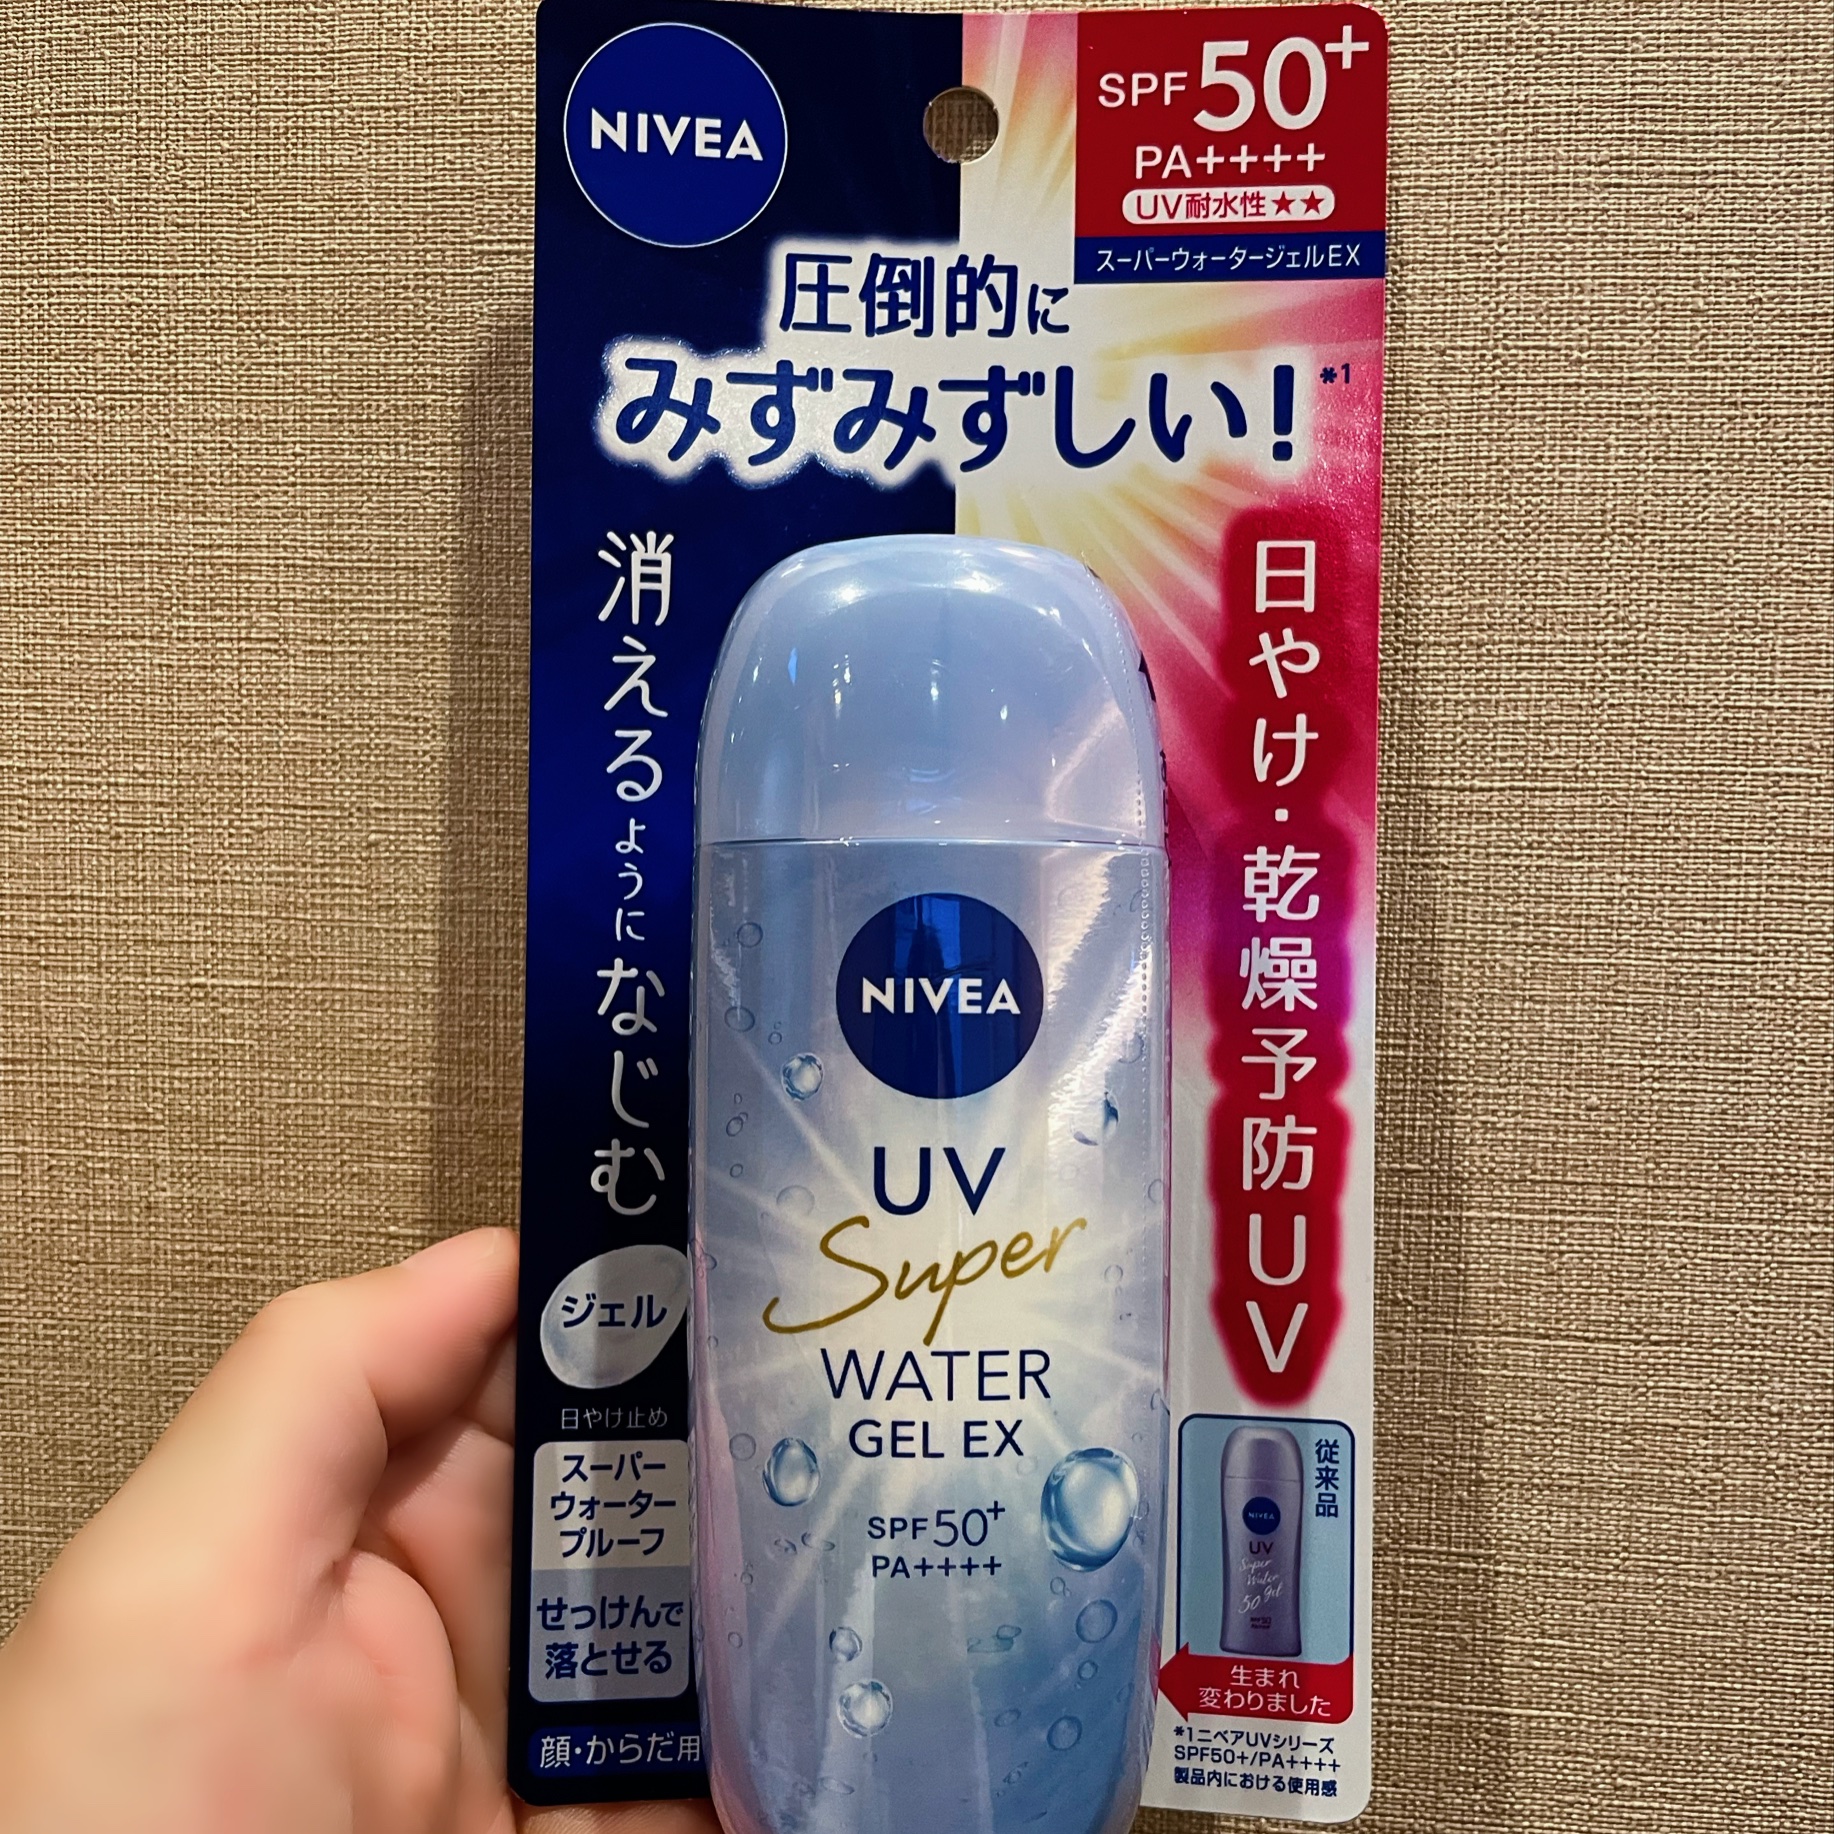 NIVEA
SPF50+
PA++++
UV耐水性★★
スーパーウォータージェルEX
圧倒的に
みずみずしい！*1
消えるようになじむ
日やけ・乾燥予防UV
NIVEA
UV
Super
WATER
GEL EX
SPF50+
PA++++
ジェル
日やけ止め
スーパー
ウォーター
プルーフ
せっけんで
落とせる
顔・からだ用
従来品
NIVEA
UV
Super
Water
Gel
50
生まれ
変わりました
*1ニベアUVシリーズ
SPF50+/PA++++
製品内における使用感